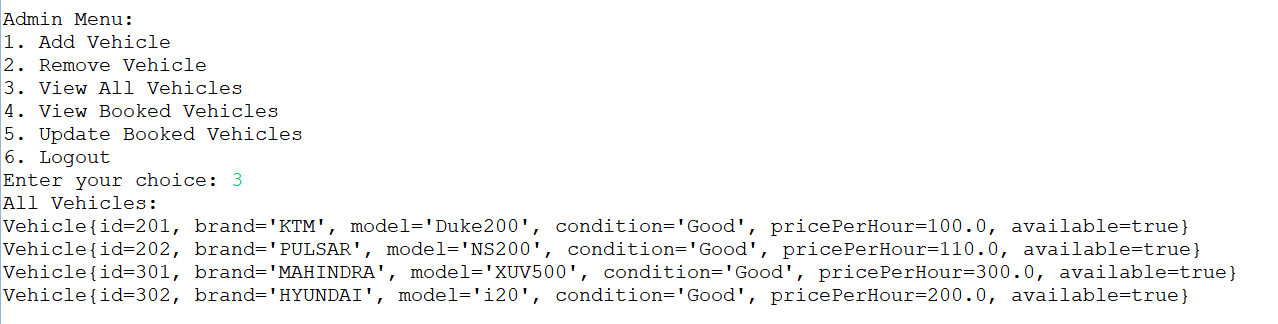 Admin Menu:
1. Add Vehicle
2. Remove Vehicle
3. View All Vehicles
4. View Booked Vehicles
5. Update Booked Vehicles
6. Logout
Enter your choice: 3
All Vehicles:
Vehicle{id=201, brand='KTM', model='Duke200', condition='Good', pricePerHour=100.0, available=true}
Vehicle{id=202, brand='PULSAR', model='NS200', condition='Good', pricePerHour=110.0, available=true}
Vehicle{id=301, brand='MAHINDRA', model='XUV500', condition='Good', pricePerHour=300.0, available=true}
Vehicle{id=302, brand='HYUNDAI', model='i20', condition='Good', pricePerHour=200.0, available=true}